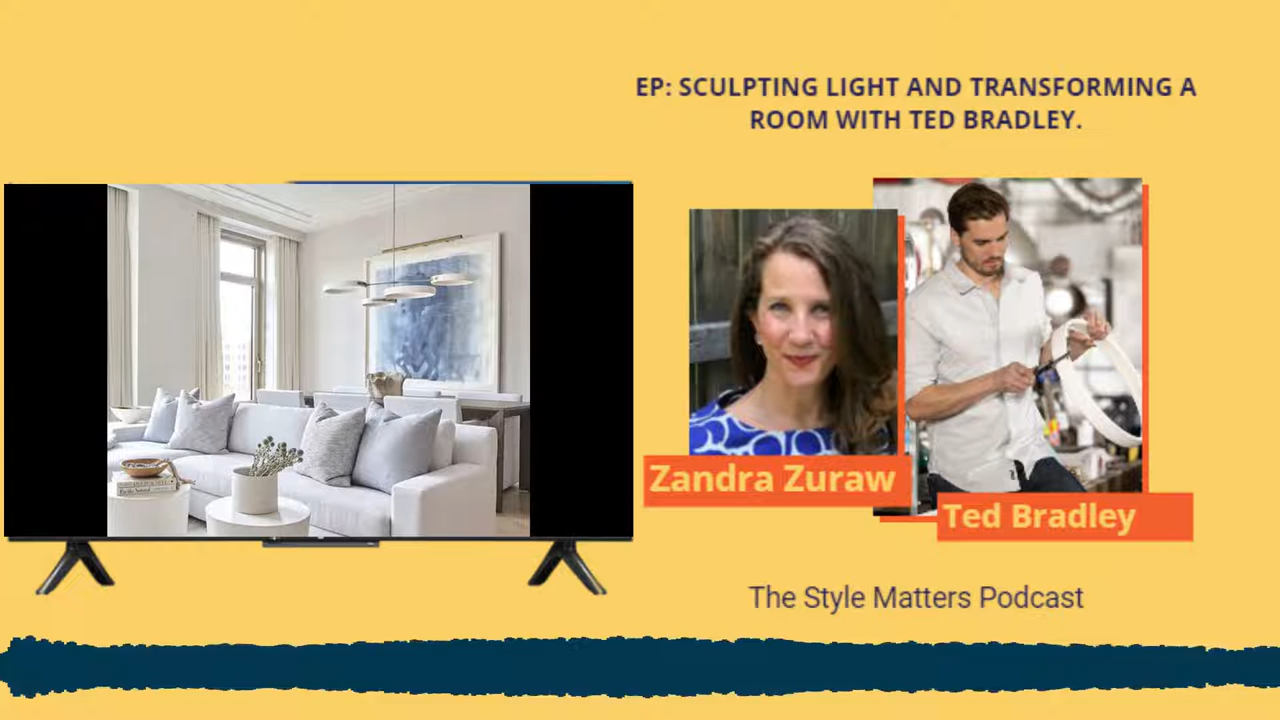 EP: SCULPTING LIGHT AND TRANSFORMING A
ROOM WITH TED BRADLEY.
Zandra Zuraw
Ted Bradley
The Style Matters Podcast